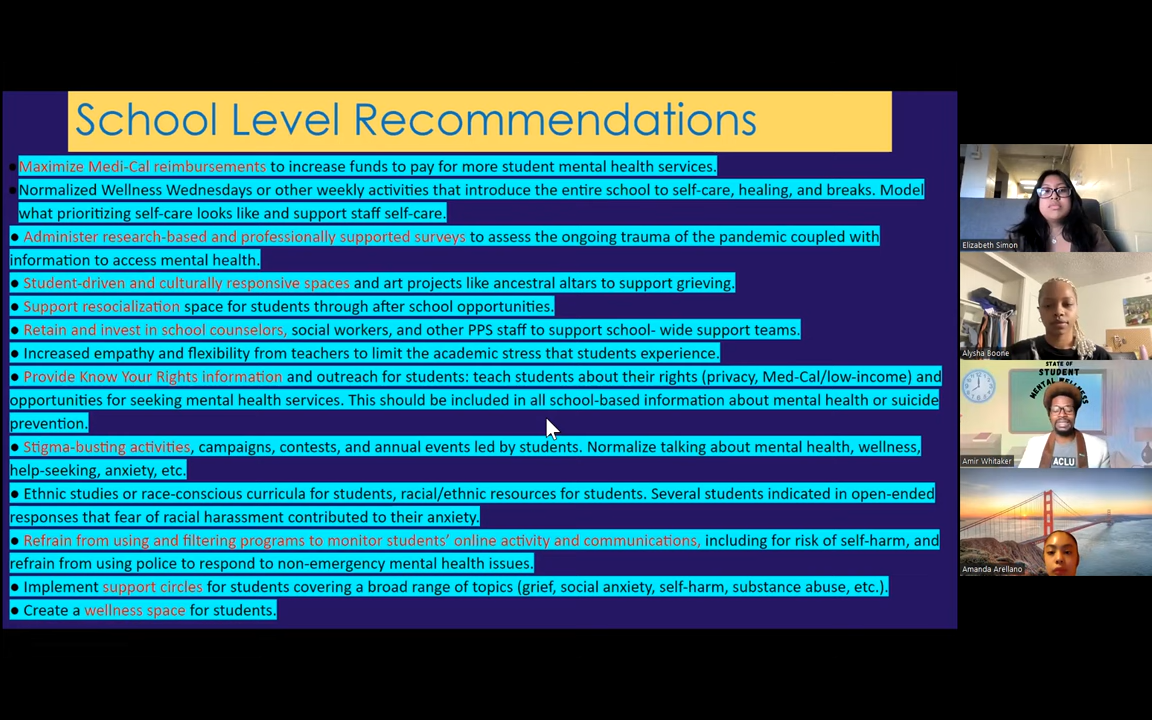 School Level Recommendations
● Maximize Medi-Cal reimbursements to increase funds to pay for more student mental health services.
● Normalized Wellness Wednesdays or other weekly activities that introduce the entire school to self-care, healing, and breaks. Model
what prioritizing self-care looks like and support staff self-care.
● Administer research-based and professionally supported surveys to assess the ongoing trauma of the pandemic coupled with
information to access mental health.
● Student-driven and culturally responsive spaces and art projects like ancestral altars to support grieving.
● Support resocialization space for students through after school opportunities.
● Retain and invest in school counselors, social workers, and other PPS staff to support school- wide support teams.
● Increased empathy and flexibility from teachers to limit the academic stress that students experience.
● Provide Know Your Rights information and outreach for students: teach students about their rights (privacy, Med-Cal/low-income) and
opportunities for seeking mental health services. This should be included in all school-based information about mental health or suicide
prevention.
● Stigma-busting activities, campaigns, contests, and annual events led by students. Normalize talking about mental health, wellness,
help-seeking, anxiety, etc.
● Ethnic studies or race-conscious curricula for students, racial/ethnic resources for students. Several students indicated in open-ended
responses that fear of racial harassment contributed to their anxiety.
● Refrain from using and filtering programs to monitor students’ online activity and communications, including for risk of self-harm, and
refrain from using police to respond to non-emergency mental health issues.
● Implement support circles for students covering a broad range of topics (grief, social anxiety, self-harm, substance abuse, etc.).
● Create a wellness space for students.
Elizabeth Simon
Alysha Boone
STATE OF
STUDENT
MENTAL WELLNESS
ACLU
Amir Whitaker
Amanda Arellano